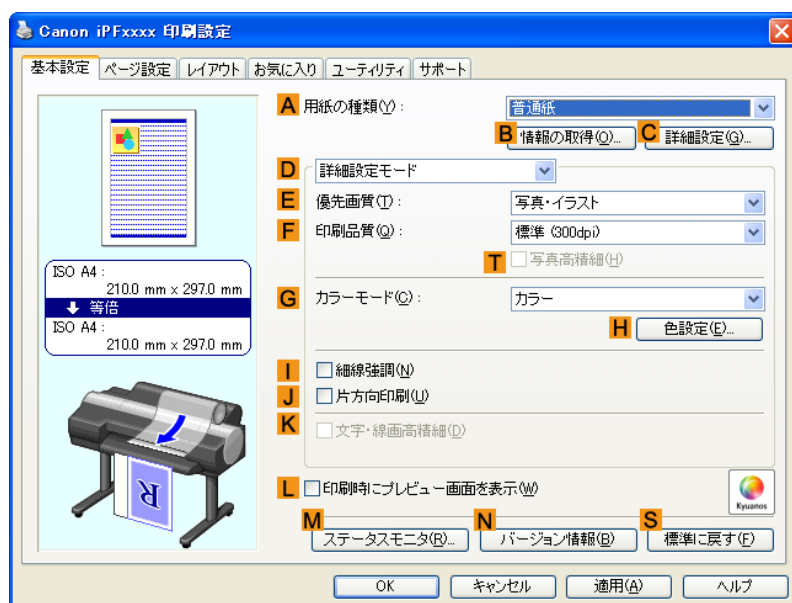 Canon iPFxxxx 印刷設定
基本設定 ページ設定 レイアウト お気に入り ユーティリティ サポート
A 用紙の種類(Y): 普通紙
B 情報の取得(O)... C 詳細設定(G)...
D 詳細設定モード
E 優先画質(T): 写真・イラスト
F 印刷品質(Q): 標準 (300dpi)
T 写真高精細(H)
ISO A4 :
210.0 mm x 297.0 mm
等倍
ISO A4 :
210.0 mm x 297.0 mm
G カラーモード(C): カラー
H 色設定(E)...
I 細線強調(N)
J 片方向印刷(U)
K 文字・線画高精細(D)
R
L 印刷時にプレビュー画面を表示(W)
Kyuanos
M ステータスモニタ(R)... N バージョン情報(B) S 標準に戻す(F)
OK キャンセル 適用(A) ヘルプ